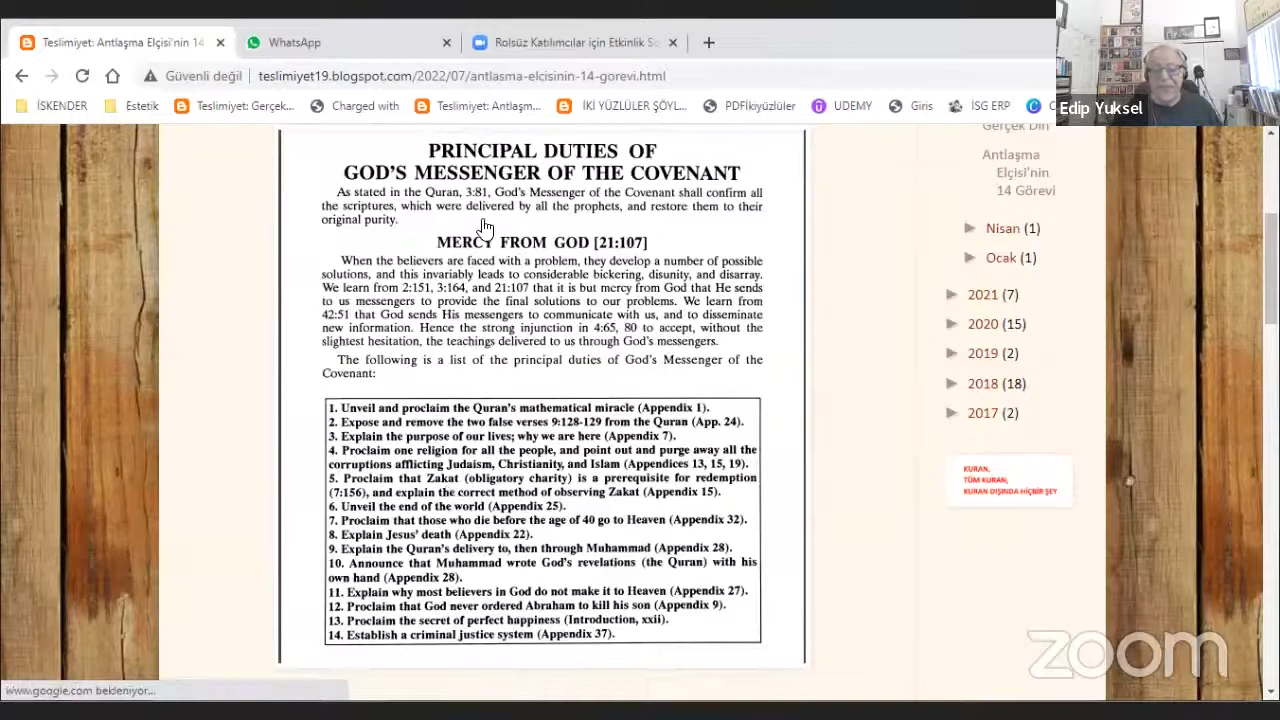 Teslimiyet: Antlaşma Elçisi'nin 14
WhatsApp
Rolsüz Katılımcılar için Etkinlik Sc
Güvenli değil
teslimiyet19.blogspot.com/2022/07/antlasma-elcisinin-14-gorevi.html
İSKENDER
Estetik
Teslimiyet: Gerçek...
Charged with
Teslimiyet: Antlaşm...
İKİ YÜZLÜLER ŞÖYL...
PDFİkiyüzlüler
UDEMY
Giris
İSG ERP
Edip Yuksel
PRINCIPAL DUTIES OF
GOD'S MESSENGER OF THE COVENANT
As stated in the Quran, 3:81, God's Messenger of the Covenant shall confirm all
the scriptures, which were delivered by all the prophets, and restore them to their
original purity.
MERCY FROM GOD [21:107]
When the believers are faced with a problem, they develop a number of possible
solutions, and this invariably leads to considerable bickering, disunity, and disarray.
We learn from 2:151, 3:164, and 21:107 that it is but mercy from God that He sends
to us messengers to provide the final solutions to our problems. We learn from
42:51 that God sends His messengers to communicate with us, and to disseminate
new information. Hence the strong injunction in 4:65, 80 to accept, without the
slightest hesitation, the teachings delivered to us through God's messengers.
The following is a list of the principal duties of God's Messenger of the
Covenant:
1. Unveil and proclaim the Quran's mathematical miracle (Appendix 1).
2. Expose and remove the two false verses 9:128-129 from the Quran (App. 24).
3. Explain the purpose of our lives; why we are here (Appendix 7).
4. Proclaim one religion for all the people, and point out and purge away all the
corruptions afflicting Judaism, Christianity, and Islam (Appendices 13, 15, 19).
5. Proclaim that Zakat (obligatory charity) is a prerequisite for redemption
(7:156), and explain the correct method of observing Zakat (Appendix 15).
6. Unveil the end of the world (Appendix 25).
7. Proclaim that those who die before the age of 40 go to Heaven (Appendix 32).
8. Explain Jesus' death (Appendix 22).
9. Explain the Quran's delivery to, then through Muhammad (Appendix 28).
10. Announce that Muhammad wrote God's revelations (the Quran) with his
own hand (Appendix 28).
11. Explain why most believers in God do not make it to Heaven (Appendix 27).
12. Proclaim that God never ordered Abraham to kill his son (Appendix 9).
13. Proclaim the secret of perfect happiness (Introduction, xxii).
14. Establish a criminal justice system (Appendix 37).
Gerçek Din
Antlaşma
Elçisi'nin
14 Görevi
Nisan (1)
Ocak (1)
2021 (7)
2020 (15)
2019 (2)
2018 (18)
2017 (2)
KURAN,
TÜM KURAN,
KURAN DIŞINDA HİÇBİR ŞEY
zoom
www.google.com bekleniyor...